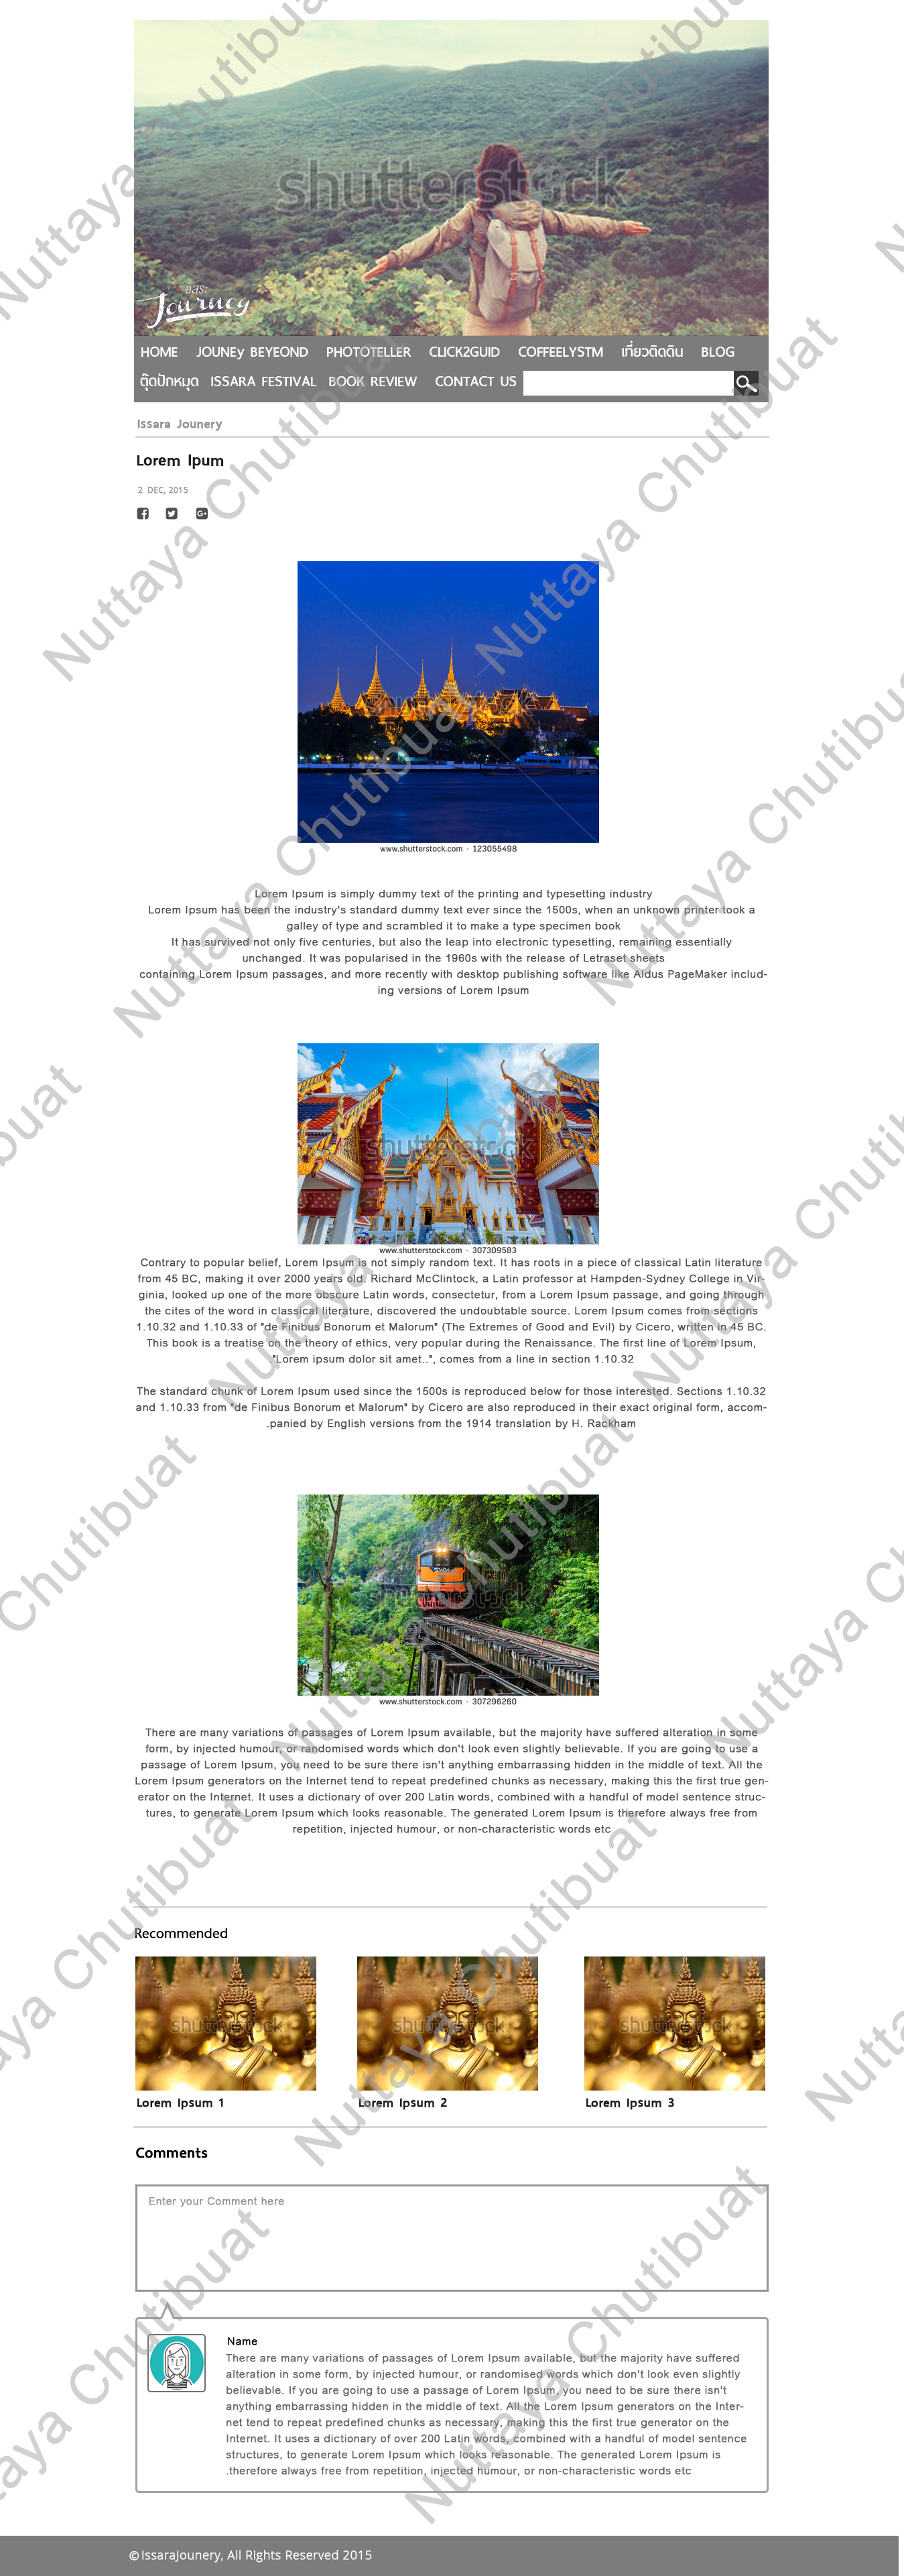 shutterstock
อิสระ
Journey
HOME JOUNEy BEYEOND PHOTOTELLER CLICK2GUID COFFEELYSTM เที่ยวติดดิน BLOG
ตุ๊ดปักหมุด ISSARA FESTIVAL BOOK REVIEW CONTACT US
Issara Jounery
Lorem Ipum
2 DEC, 2015
shutterstock
www.shutterstock.com · 123055498
Lorem Ipsum is simply dummy text of the printing and typesetting industry
Lorem Ipsum has been the industry's standard dummy text ever since the 1500s, when an unknown printer took a
galley of type and scrambled it to make a type specimen book
It has survived not only five centuries, but also the leap into electronic typesetting, remaining essentially
unchanged. It was popularised in the 1960s with the release of Letraset sheets
containing Lorem Ipsum passages, and more recently with desktop publishing software like Aldus PageMaker includ-
ing versions of Lorem Ipsum
shutterstock
www.shutterstock.com · 307309583
Contrary to popular belief, Lorem Ipsum is not simply random text. It has roots in a piece of classical Latin literature
from 45 BC, making it over 2000 years old. Richard McClintock, a Latin professor at Hampden-Sydney College in Vir-
ginia, looked up one of the more obscure Latin words, consectetur, from a Lorem Ipsum passage, and going through
the cites of the word in classical literature, discovered the undoubtable source. Lorem Ipsum comes from sections
1.10.32 and 1.10.33 of "de Finibus Bonorum et Malorum" (The Extremes of Good and Evil) by Cicero, written in 45 BC.
This book is a treatise on the theory of ethics, very popular during the Renaissance. The first line of Lorem Ipsum,
."Lorem ipsum dolor sit amet..", comes from a line in section 1.10.32
The standard chunk of Lorem Ipsum used since the 1500s is reproduced below for those interested. Sections 1.10.32
and 1.10.33 from "de Finibus Bonorum et Malorum" by Cicero are also reproduced in their exact original form, accom-
.panied by English versions from the 1914 translation by H. Rackham
shutterstock
www.shutterstock.com · 307296260
There are many variations of passages of Lorem Ipsum available, but the majority have suffered alteration in some
form, by injected humour, or randomised words which don't look even slightly believable. If you are going to use a
passage of Lorem Ipsum, you need to be sure there isn't anything embarrassing hidden in the middle of text. All the
Lorem Ipsum generators on the Internet tend to repeat predefined chunks as necessary, making this the first true gen-
erator on the Internet. It uses a dictionary of over 200 Latin words, combined with a handful of model sentence struc-
tures, to generate Lorem Ipsum which looks reasonable. The generated Lorem Ipsum is therefore always free from
repetition, injected humour, or non-characteristic words etc
Recommended
shutterstock shutterstock shutterstock
Lorem Ipsum 1 Lorem Ipsum 2 Lorem Ipsum 3
Comments
Enter your Comment here
Name
There are many variations of passages of Lorem Ipsum available, but the majority have suffered
alteration in some form, by injected humour, or randomised words which don't look even slightly
believable. If you are going to use a passage of Lorem Ipsum, you need to be sure there isn't
anything embarrassing hidden in the middle of text. All the Lorem Ipsum generators on the Inter-
net tend to repeat predefined chunks as necessary, making this the first true generator on the
Internet. It uses a dictionary of over 200 Latin words, combined with a handful of model sentence
structures, to generate Lorem Ipsum which looks reasonable. The generated Lorem Ipsum is
.therefore always free from repetition, injected humour, or non-characteristic words etc
©IssaraJounery, All Rights Reserved 2015
Nuttaya Chutibuat